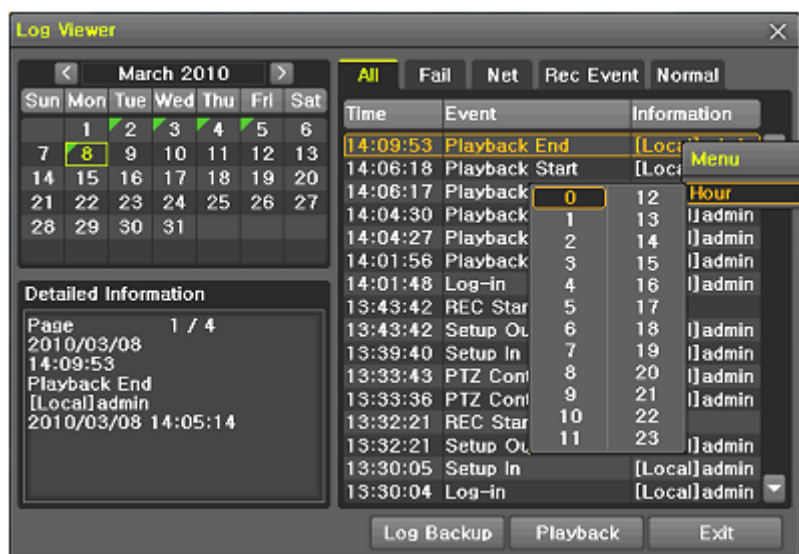 Log Viewer
March 2010
Sun Mon Tue Wed Thu Fri Sat
1 2 3 4 5 6
7 8 9 10 11 12 13
14 15 16 17 18 19 20
21 22 23 24 25 26 27
28 29 30 31
Detailed Information
Page 1 / 4
2010/03/08
14:09:53
Playback End
[Local]admin
2010/03/08 14:05:14
All Fail Net Rec Event Normal
Time Event Information
14:09:53 Playback End
14:06:18 Playback Start
14:06:17 Playback
14:04:30 Playback l]admin
14:04:27 Playback l]admin
14:01:56 Playback l]admin
14:01:48 Log-in l]admin
13:43:42 REC Star
13:43:42 Setup Ou l]admin
13:39:40 Setup In l]admin
13:33:43 PTZ Cont l]admin
13:33:36 PTZ Cont l]admin
13:32:21 REC Star
13:32:21 Setup Ou l]admin
13:30:05 Setup In [Local]admin
13:30:04 Log-in [Local]admin
Menu
Hour
0 12
1 13
2 14
3 15
4 16
5 17
6 18
7 19
8 20
9 21
10 22
11 23
Log Backup Playback Exit